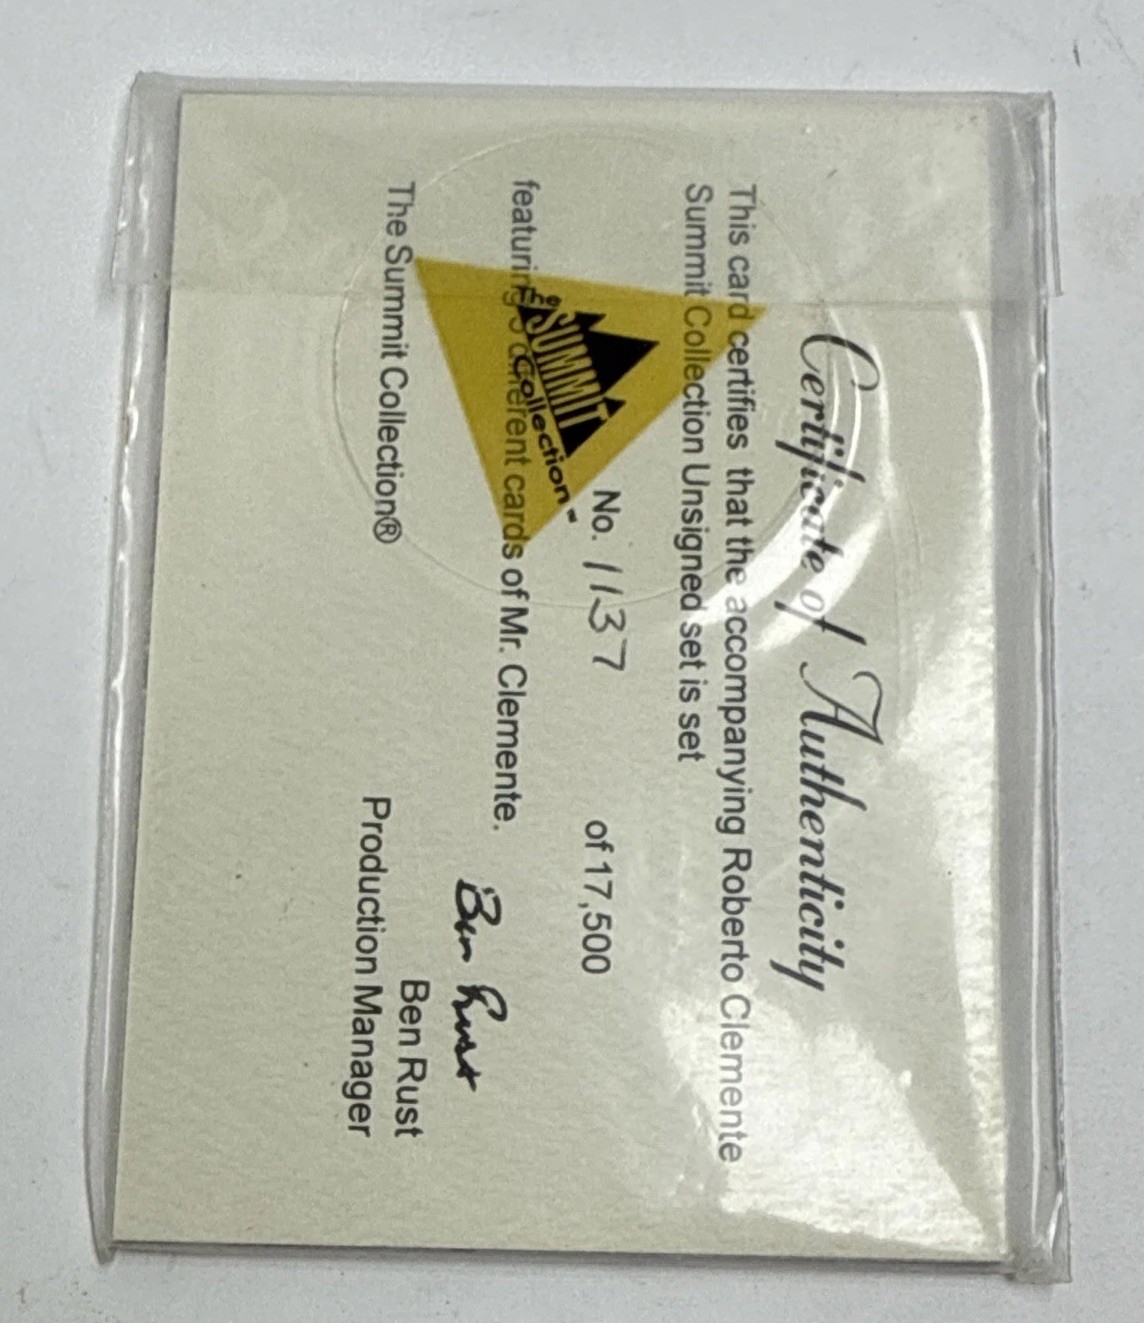 Certificate of Authenticity
This card certifies that the accompanying Roberto Clemente
Summit Collection Unsigned set is set
No. 1137 of 17,500
featuring 5 different cards of Mr. Clemente.
The SUMMIT
Collection
Ben Rust
The Summit Collection®
Ben Rust
Production Manager